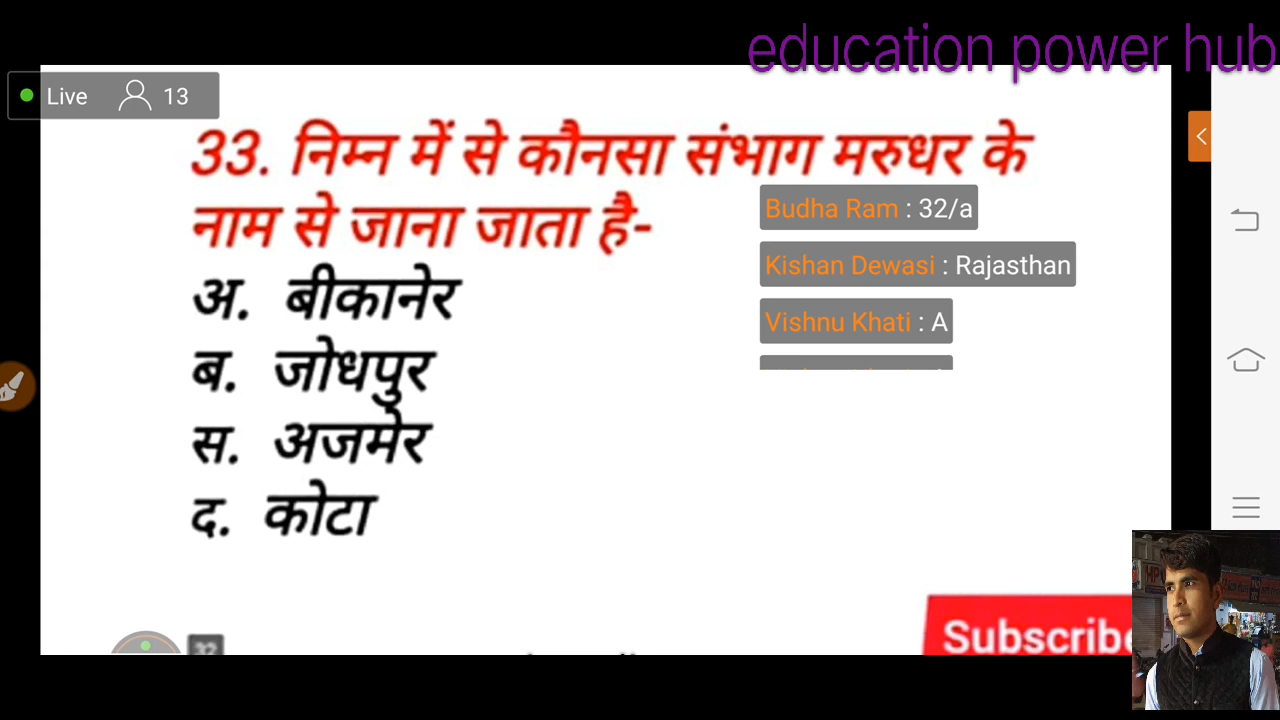 education power hub
Live 13
33. निम्न में से कौनसा संभाग मरुधर के
नाम से जाना जाता है-
Budha Ram : 32/a
Kishan Dewasi : Rajasthan
Vishnu Khati : A
अ. बीकानेर
ब. जोधपुर
स. अजमेर
द. कोटा
32
Subscribe